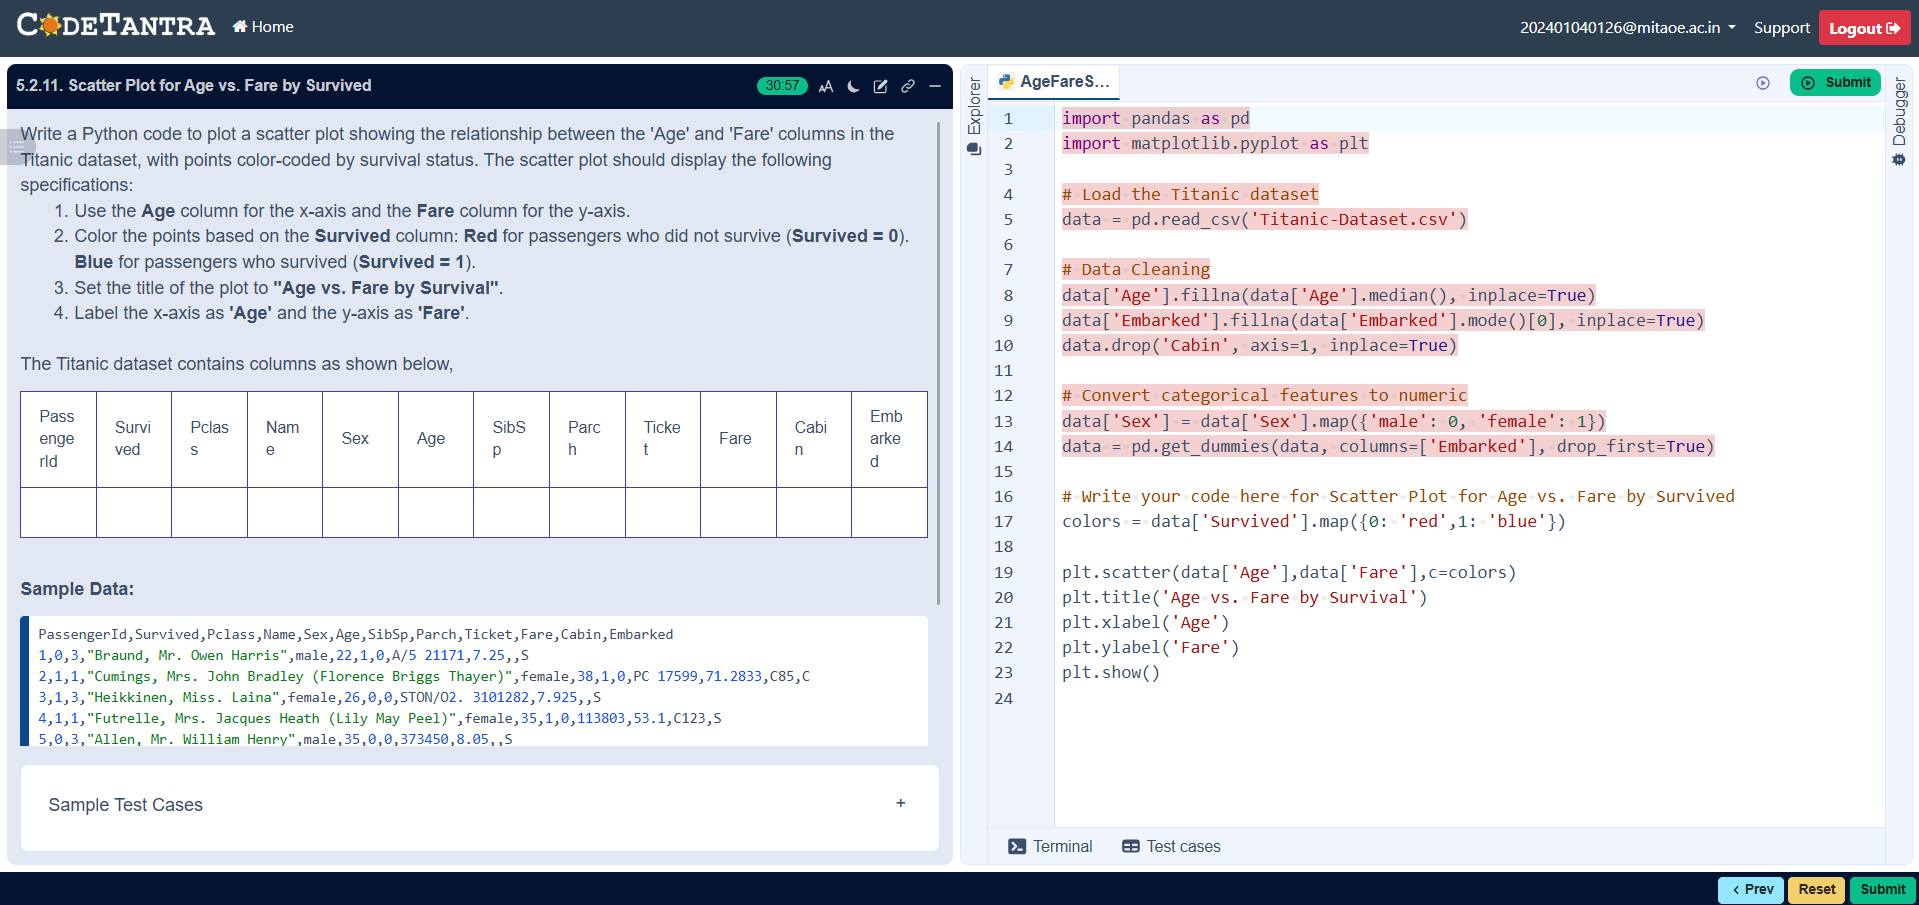 CODETANTRA Home 202401040126@mitaoe.ac.in Support Logout
5.2.11. Scatter Plot for Age vs. Fare by Survived 30:57
Write a Python code to plot a scatter plot showing the relationship between the 'Age' and 'Fare' columns in the
Titanic dataset, with points color-coded by survival status. The scatter plot should display the following
specifications:
1. Use the Age column for the x-axis and the Fare column for the y-axis.
2. Color the points based on the Survived column: Red for passengers who did not survive (Survived = 0).
Blue for passengers who survived (Survived = 1).
3. Set the title of the plot to "Age vs. Fare by Survival".
4. Label the x-axis as 'Age' and the y-axis as 'Fare'.
The Titanic dataset contains columns as shown below,
Pass
enge
rId
Survi
ved
Pclas
s
Nam
e
Sex
Age
SibS
p
Parc
h
Ticke
t
Fare
Cabi
n
Emb
arke
d
Sample Data:
PassengerId,Survived,Pclass,Name,Sex,Age,SibSp,Parch,Ticket,Fare,Cabin,Embarked
1,0,3,"Braund, Mr. Owen Harris",male,22,1,0,A/5 21171,7.25,,S
2,1,1,"Cumings, Mrs. John Bradley (Florence Briggs Thayer)",female,38,1,0,PC 17599,71.2833,C85,C
3,1,3,"Heikkinen, Miss. Laina",female,26,0,0,STON/O2. 3101282,7.925,,S
4,1,1,"Futrelle, Mrs. Jacques Heath (Lily May Peel)",female,35,1,0,113803,53.1,C123,S
5,0,3,"Allen, Mr. William Henry",male,35,0,0,373450,8.05,,S
Sample Test Cases +
Explorer
AgeFareS...
Submit
Debugger
1 import pandas as pd
2 import matplotlib.pyplot as plt
3
4 # Load the Titanic dataset
5 data = pd.read_csv('Titanic-Dataset.csv')
6
7 # Data Cleaning
8 data['Age'].fillna(data['Age'].median(), inplace=True)
9 data['Embarked'].fillna(data['Embarked'].mode()[0], inplace=True)
10 data.drop('Cabin', axis=1, inplace=True)
11
12 # Convert categorical features to numeric
13 data['Sex'] = data['Sex'].map({'male': 0, 'female': 1})
14 data = pd.get_dummies(data, columns=['Embarked'], drop_first=True)
15
16 # Write your code here for Scatter Plot for Age vs. Fare by Survived
17 colors = data['Survived'].map({0: 'red',1: 'blue'})
18
19 plt.scatter(data['Age'],data['Fare'],c=colors)
20 plt.title('Age vs. Fare by Survival')
21 plt.xlabel('Age')
22 plt.ylabel('Fare')
23 plt.show()
24
Terminal Test cases
< Prev Reset Submit